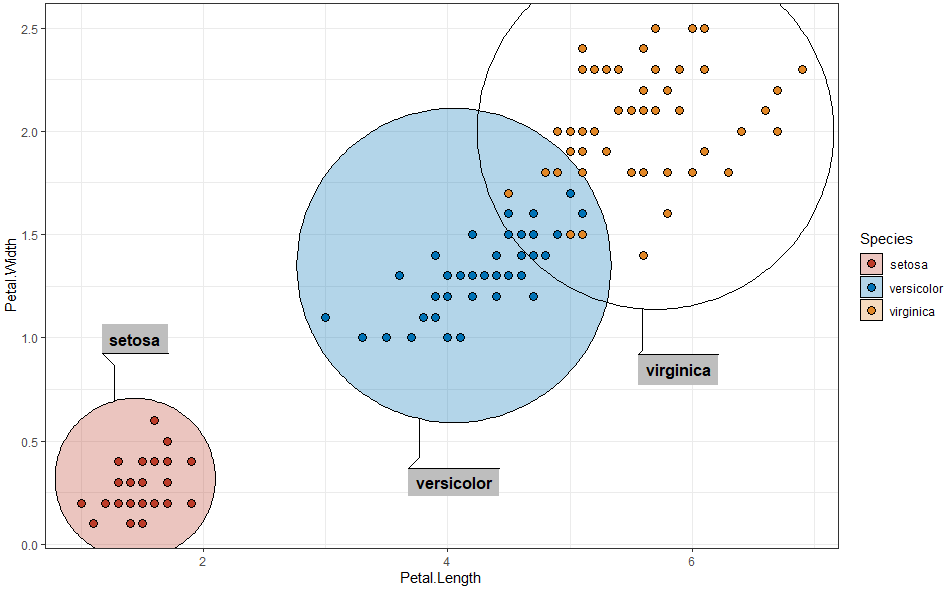 2.5
2.0
1.5
1.0
0.5
0.0
Petal.Width
setosa
versicolor
virginica
2
4
6
Petal.Length
Species
setosa
versicolor
virginica